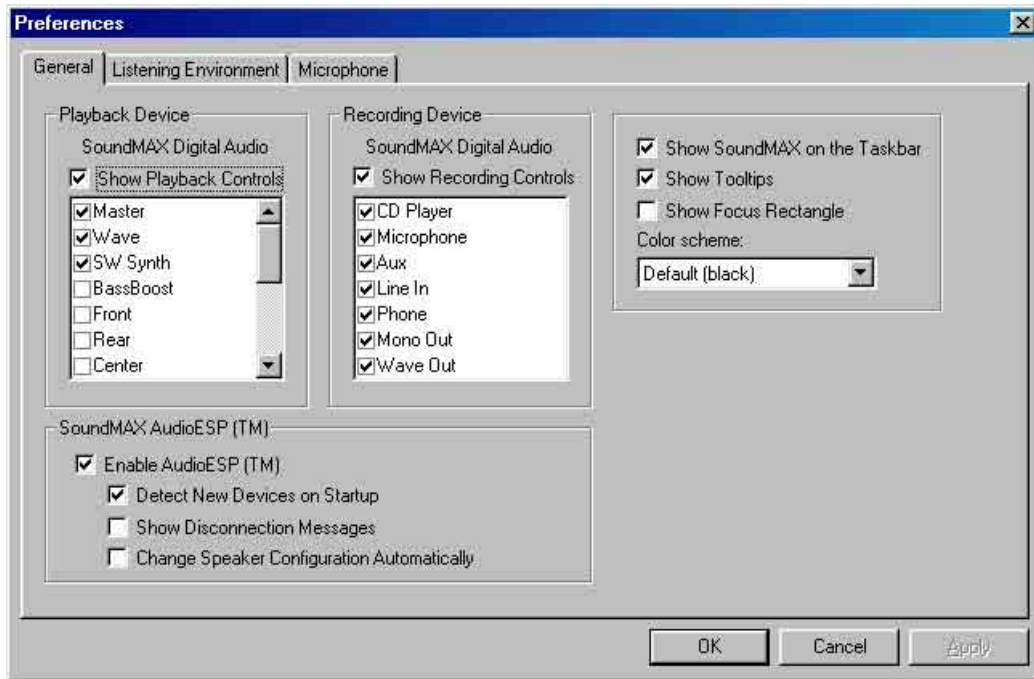 Preferences
General
Listening Environment
Microphone
Playback Device
SoundMAX Digital Audio
Show Playback Controls
Master
Wave
SW Synth
BassBoost
Front
Rear
Center
Recording Device
SoundMAX Digital Audio
Show Recording Controls
CD Player
Microphone
Aux
Line In
Phone
Mono Out
Wave Out
Show SoundMAX on the Taskbar
Show Tooltips
Show Focus Rectangle
Color scheme:
Default (black)
SoundMAX AudioESP (TM)
Enable AudioESP (TM)
Detect New Devices on Startup
Show Disconnection Messages
Change Speaker Configuration Automatically
OK
Cancel
Apply